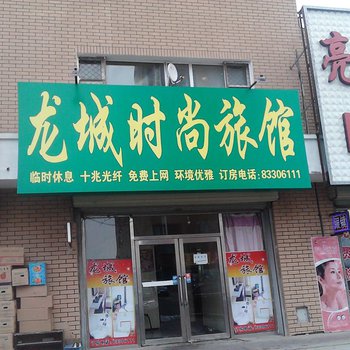 龙城时尚旅馆
临时休息 十兆光纤 免费上网 环境优雅 订房电话:83306111
龙城
旅馆
龙城
旅馆
亮